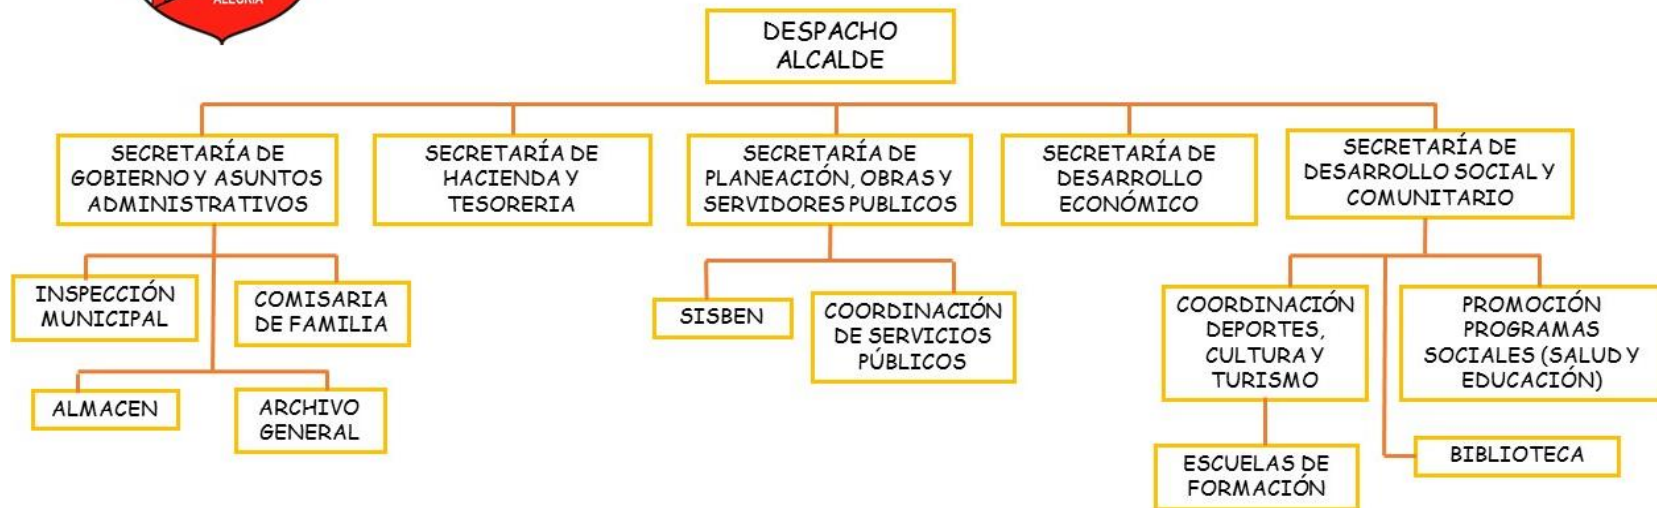 ALEGRIA
DESPACHO
ALCALDE
SECRETARÍA DE
GOBIERNO Y ASUNTOS
ADMINISTRATIVOS
SECRETARÍA DE
HACIENDA Y
TESORERIA
SECRETARÍA DE
PLANEACIÓN, OBRAS Y
SERVIDORES PUBLICOS
SECRETARÍA DE
DESARROLLO
ECONÓMICO
SECRETARÍA DE
DESARROLLO SOCIAL Y
COMUNITARIO
INSPECCIÓN
MUNICIPAL
COMISARIA
DE FAMILIA
SISBEN
COORDINACIÓN
DE SERVICIOS
PÚBLICOS
COORDINACIÓN
DEPORTES,
CULTURA Y
TURISMO
PROMOCIÓN
PROGRAMAS
SOCIALES (SALUD Y
EDUCACIÓN)
ALMACEN
ARCHIVO
GENERAL
ESCUELAS DE
FORMACIÓN
BIBLIOTECA